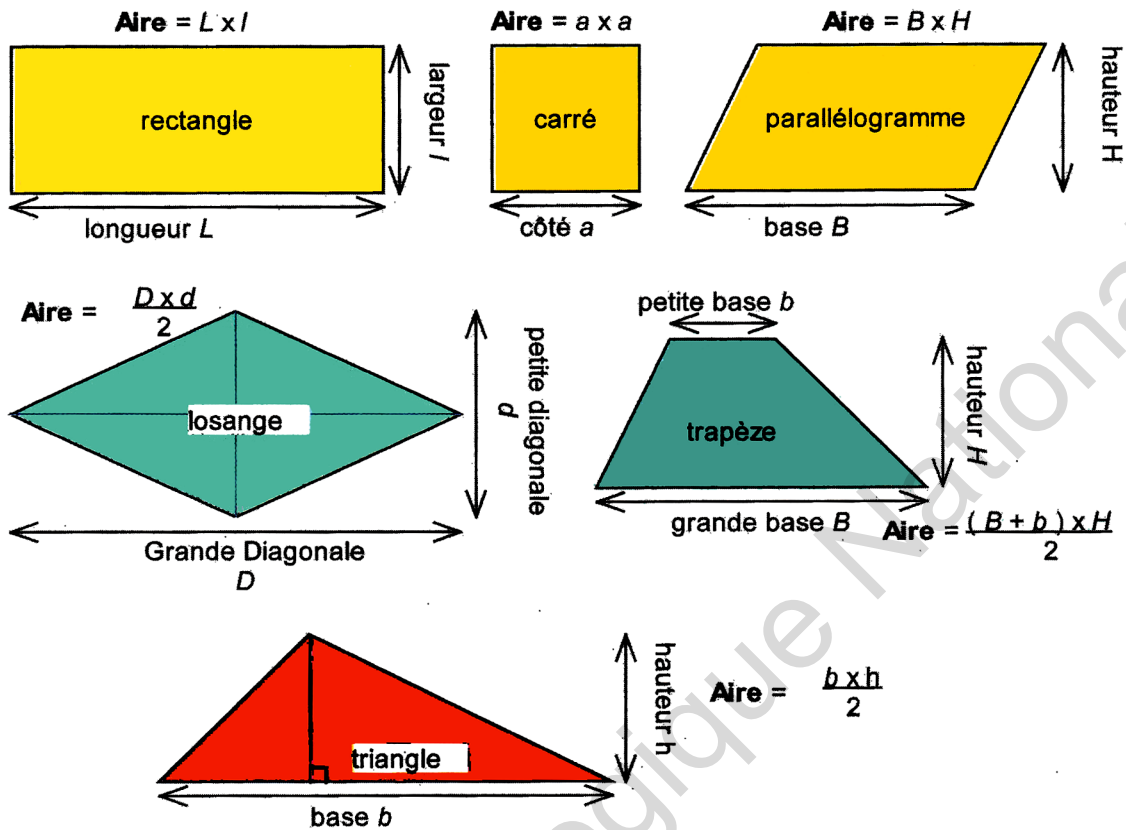 Aire = L x l
Aire = a x a
Aire = B x H
rectangle
largeur l
carré
parallélogramme
hauteur H
longueur L
côté a
base B
Aire = D x d
2
losange
petite diagonale
d
Grande Diagonale
D
petite base b
trapèze
hauteur H
grande base B
Aire = ( B + b ) x H
2
triangle
hauteur h
base b
Aire = b x h
2
National